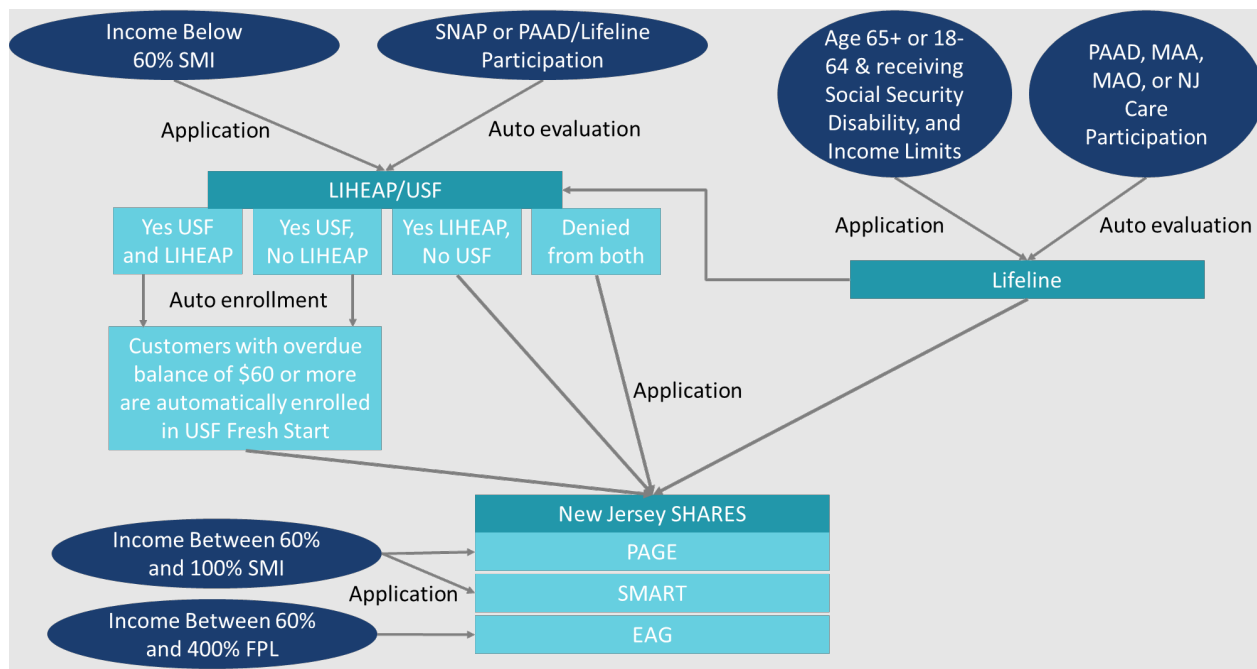 Income Below
60% SMI
SNAP or PAAD/Lifeline
Participation
Age 65+ or 18-
64 & receiving
Social Security
Disability, and
Income Limits
PAAD, MAA,
MAO, or NJ
Care
Participation
Application
Auto evaluation
Application
Auto evaluation
LIHEAP/USF
Yes USF
and LIHEAP
Yes USF,
No LIHEAP
Yes LIHEAP,
No USF
Denied
from both
Lifeline
Auto enrollment
Customers with overdue
balance of $60 or more
are automatically enrolled
in USF Fresh Start
Application
New Jersey SHARES
PAGE
SMART
EAG
Income Between 60%
and 100% SMI
Application
Income Between 60%
and 400% FPL